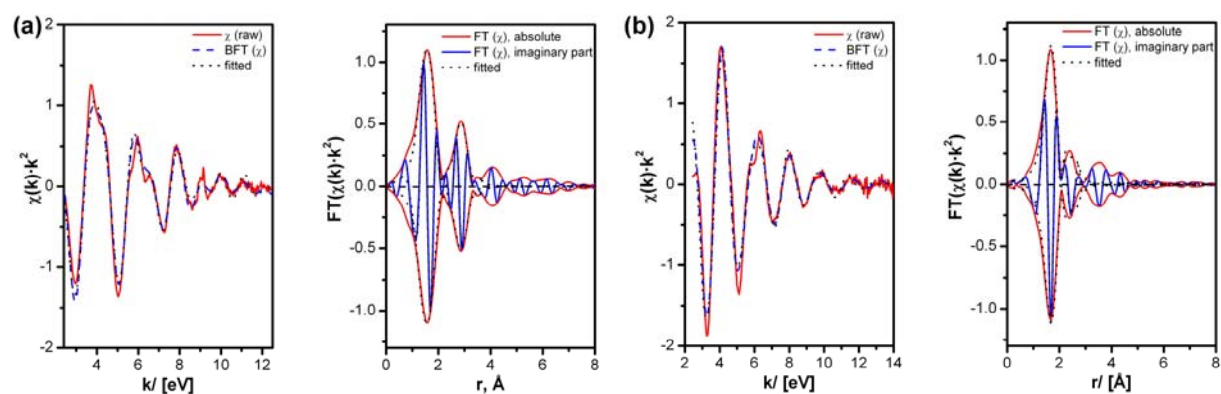 (a)
2
1
0
-1
-2
χ(k)·k²
χ (raw)
BFT (χ)
fitted
4 6 8 10 12
k/ [eV]
1.0
0.5
0.0
-0.5
-1.0
FT(χ(k)·k²)
FT (χ), absolute
FT (χ), imaginary part
fitted
0 2 4 6 8
r, Å
(b)
2
1
0
-1
-2
χ(k)·k²
χ (raw)
BFT (χ)
fitted
2 4 6 8 10 12 14
k/ [eV]
1.0
0.5
0.0
-0.5
-1.0
FT(χ(k)·k²)
FT (χ), absolute
FT (χ), imaginary part
fitted
0 2 4 6 8
r/ [Å]